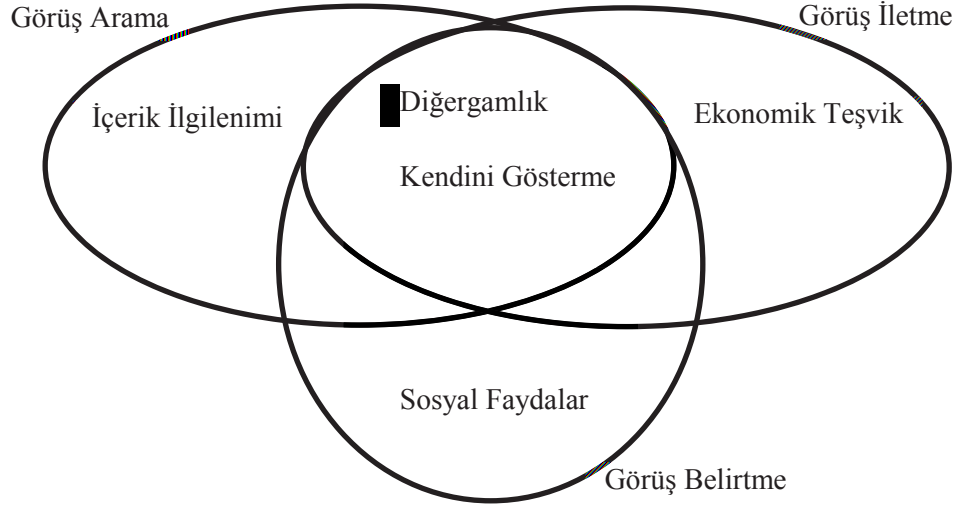 Görüş Arama
Görüş İletme
İçerik İlgilenimi
Diğergamlık
Ekonomik Teşvik
Kendini Gösterme
Sosyal Faydalar
Görüş Belirtme